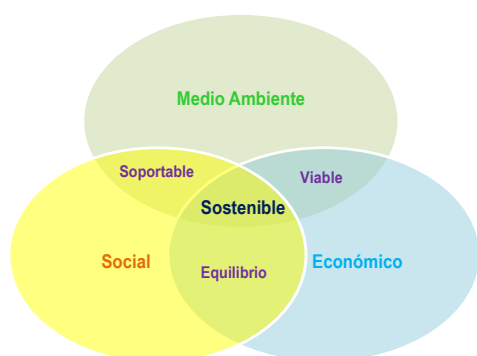 Medio Ambiente
Soportable
Viable
Sostenible
Social
Económico
Equilibrio